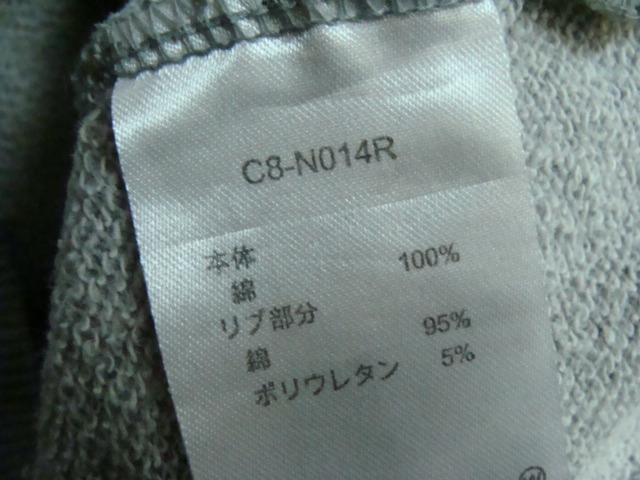 C8-N014R
本体
綿 100%
リブ部分
綿 95%
ポリウレタン 5%